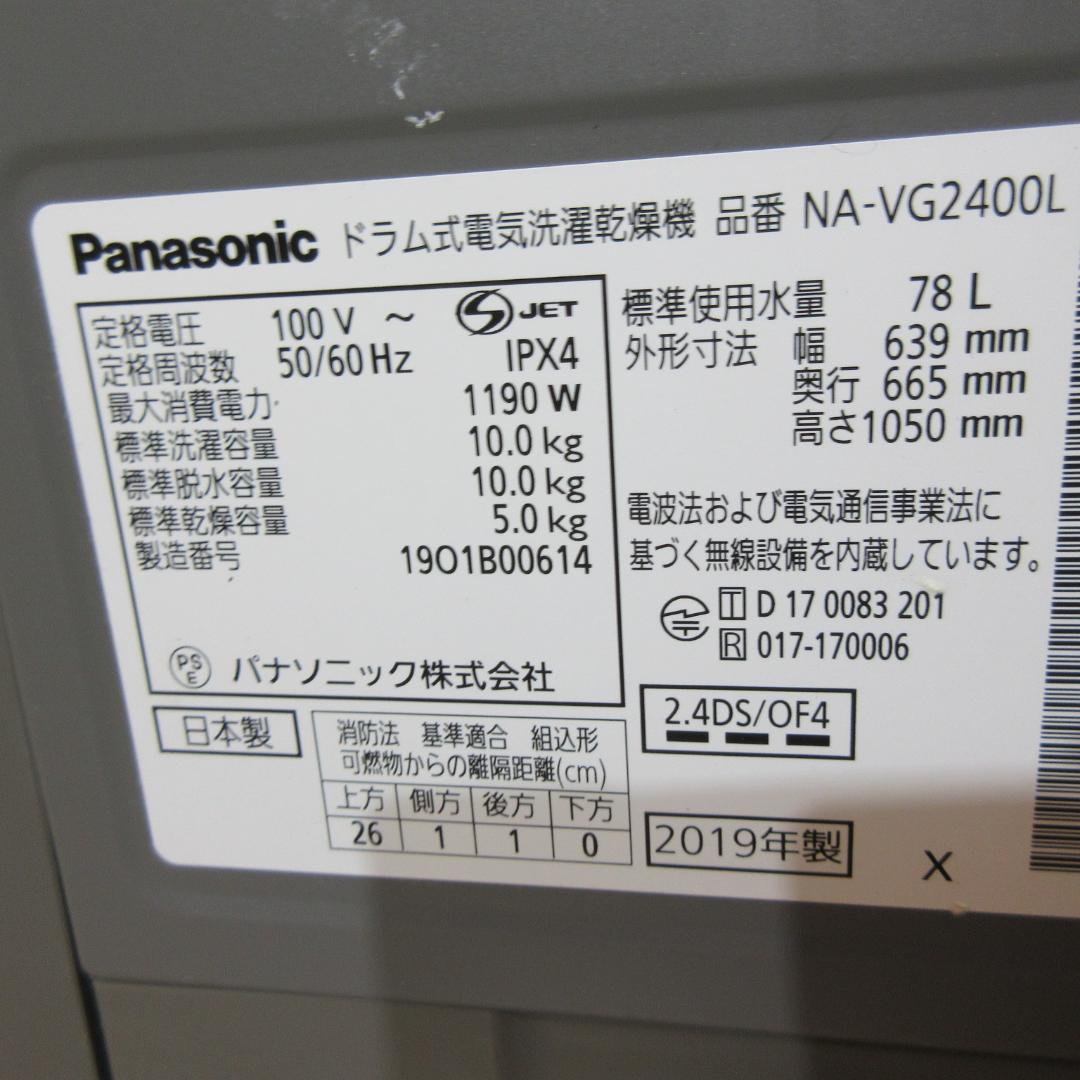 Panasonic ドラム式電気洗濯乾燥機 品番 NA-VG2400L
定格電圧 100 V ～ S JET
定格周波数 50/60 Hz IPX4
最大消費電力 1190 W
標準洗濯容量 10.0 kg
標準脱水容量 10.0 kg
標準乾燥容量 5.0 kg
製造番号 19O1B00614
PS
E
パナソニック株式会社
標準使用水量 78 L
外形寸法 幅 639 mm
奥行 665 mm
高さ 1050 mm
電波法および電気通信事業法に
基づく無線設備を内蔵しています。
T D 17 0083 201
R 017-170006
2.4DS/OF4
日本製
消防法 基準適合 組込形
可燃物からの離隔距離(cm)
上方 側方 後方 下方
26 1 1 0
2019年製
X